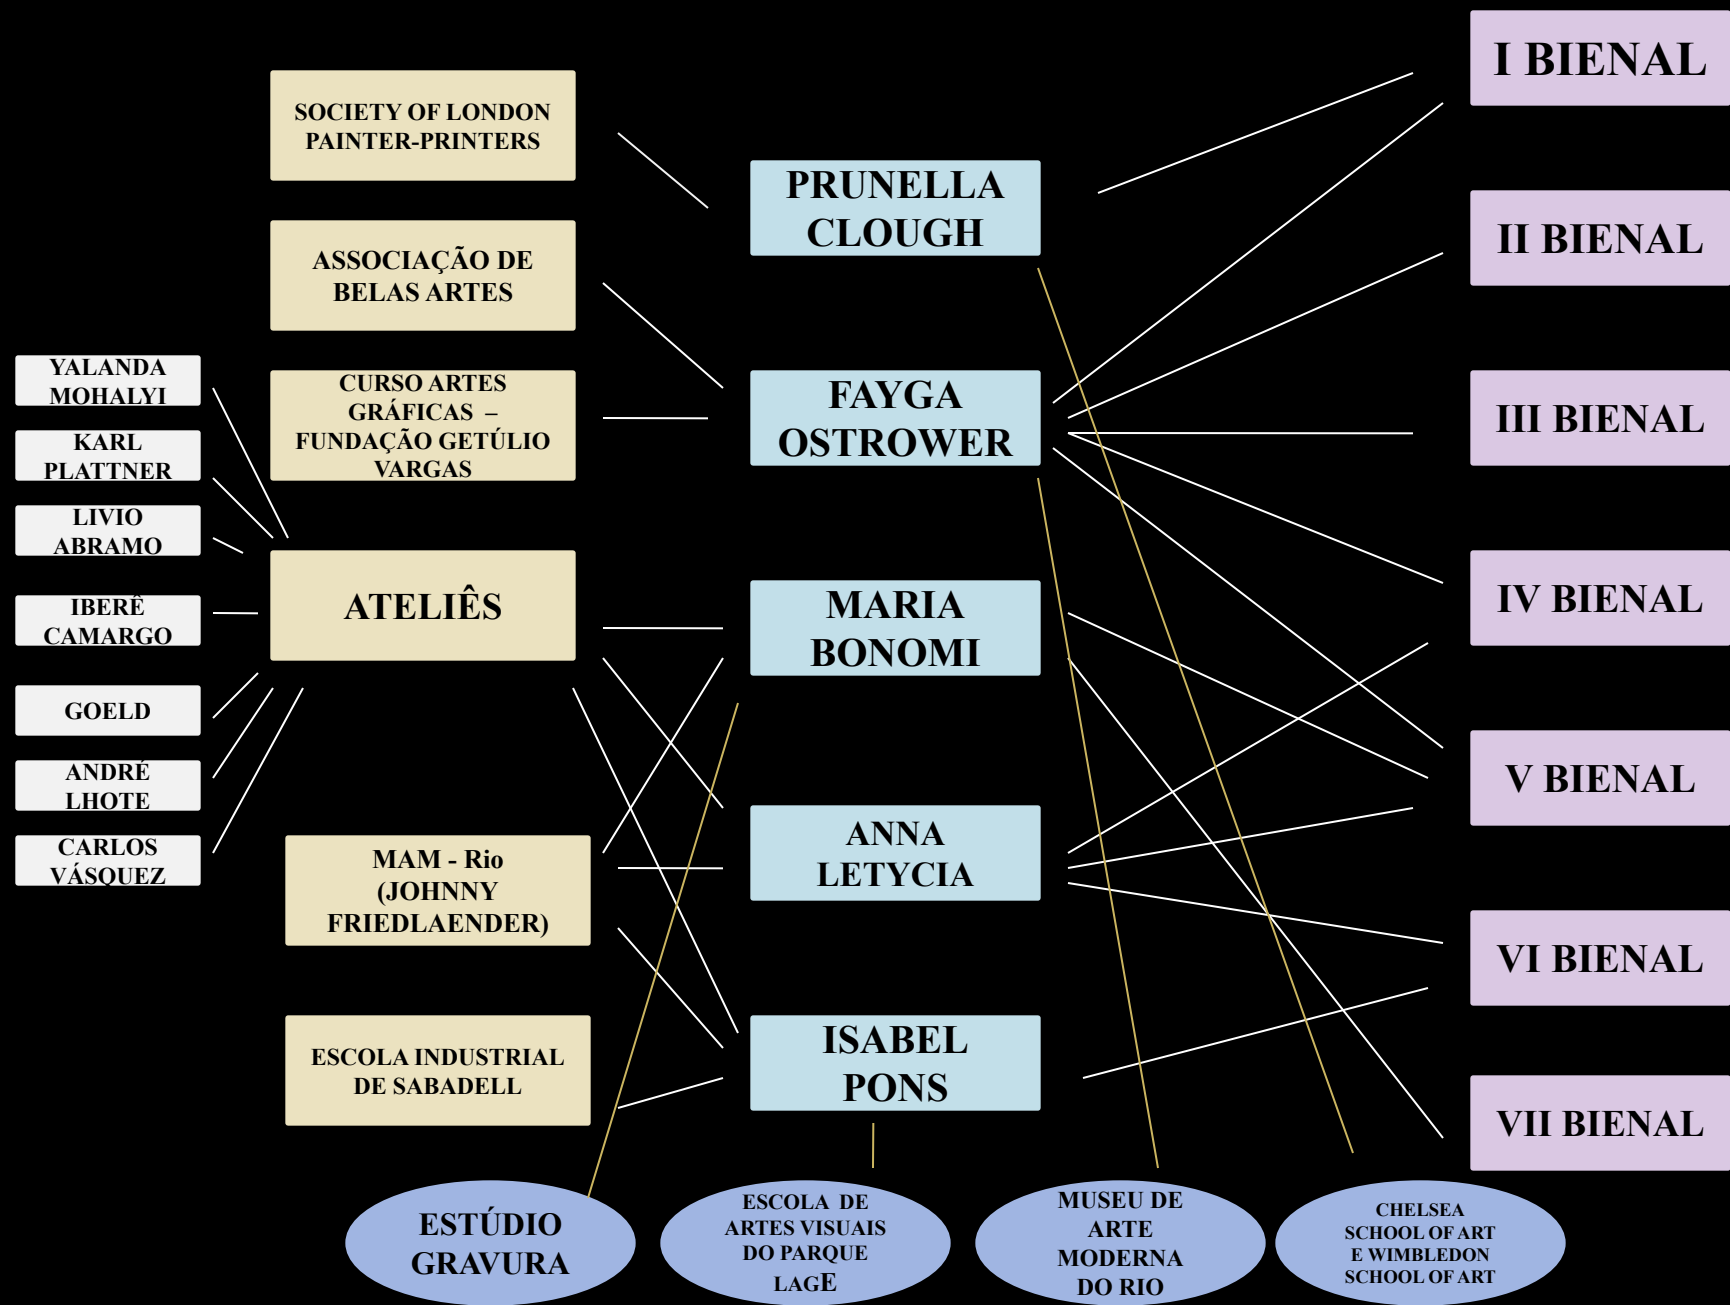 SOCIETY OF LONDON
PAINTER-PRINTERS
ASSOCIAÇÃO DE
BELAS ARTES
CURSO ARTES
GRÁFICAS –
FUNDAÇÃO GETÚLIO
VARGAS
YALANDA
MOHALYI
KARL
PLATTNER
LIVIO
ABRAMO
IBERÊ
CAMARGO
GOELD
ANDRÉ
LHOTE
CARLOS
VÁSQUEZ
ATELIÊS
MAM - Rio
(JOHNNY
FRIEDLAENDER)
ESCOLA INDUSTRIAL
DE SABADELL
PRUNELLA
CLOUGH
FAYGA
OSTROWER
MARIA
BONOMI
ANNA
LETYCIA
ISABEL
PONS
I BIENAL
II BIENAL
III BIENAL
IV BIENAL
V BIENAL
VI BIENAL
VII BIENAL
ESTÚDIO
GRAVURA
ESCOLA DE
ARTES VISUAIS
DO PARQUE
LAGE
MUSEU DE
ARTE
MODERNA
DO RIO
CHELSEA
SCHOOL OF ART
E WIMBLEDON
SCHOOL OF ART